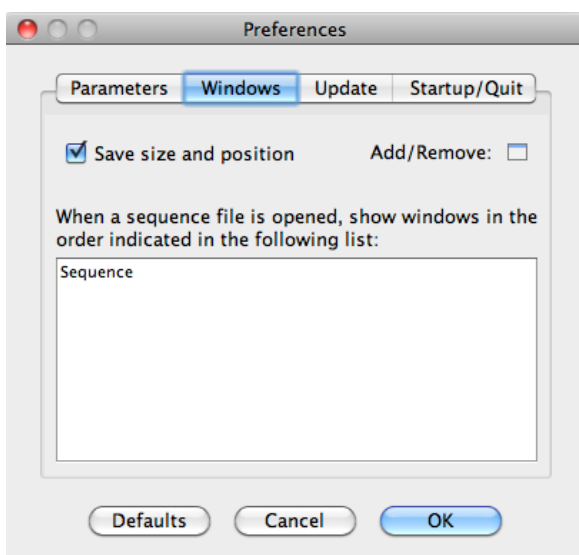 Preferences
Parameters Windows Update Startup/Quit
Save size and position Add/Remove:
When a sequence file is opened, show windows in the
order indicated in the following list:
Sequence
Defaults Cancel OK